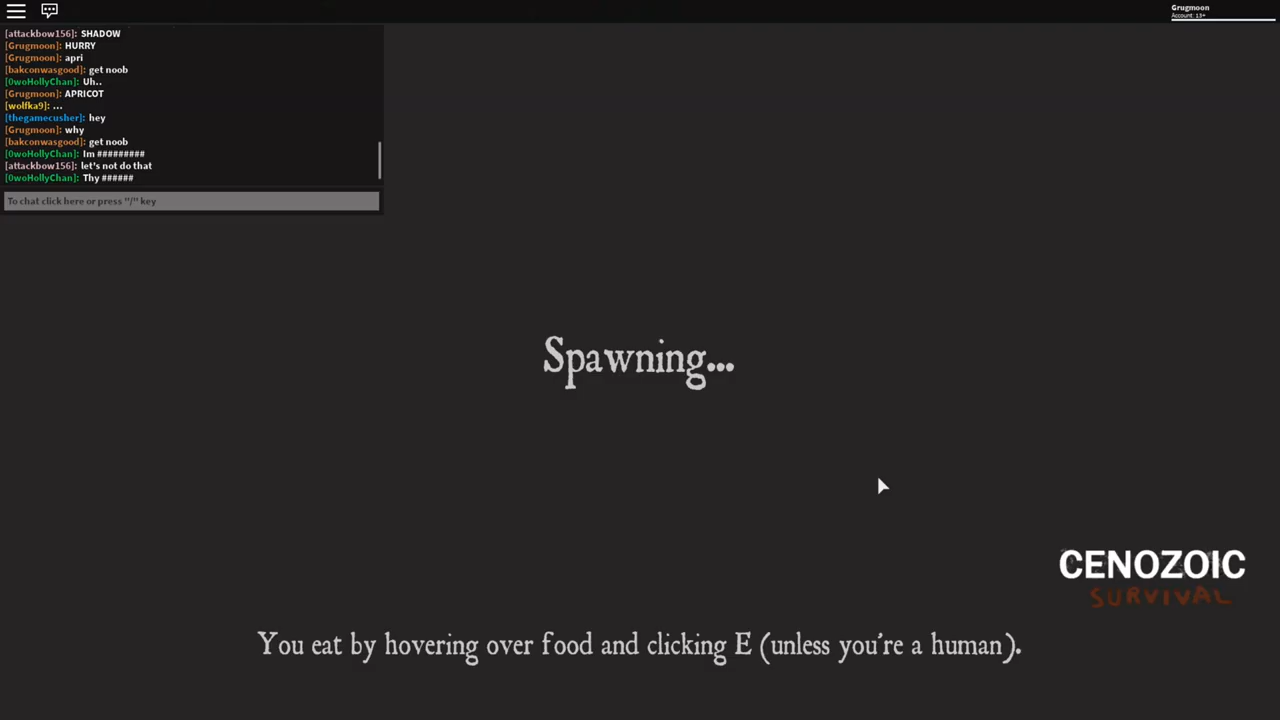 Grugmoon
Account: 13+
[attackbow156]: SHADOW
[Grugmoon]: HURRY
[Grugmoon]: apri
[bakconwasgood]: get noob
[0woHollyChan]: Uh..
[Grugmoon]: APRICOT
[wolfka9]: ...
[thegamecusher]: hey
[Grugmoon]: why
[bakconwasgood]: get noob
[0woHollyChan]: Im #########
[attackbow156]: let's not do that
[0woHollyChan]: Thy ######
To chat click here or press "/" key
Spawning...
CENOZOIC
SURVIVAL
You eat by hovering over food and clicking E (unless you're a human).